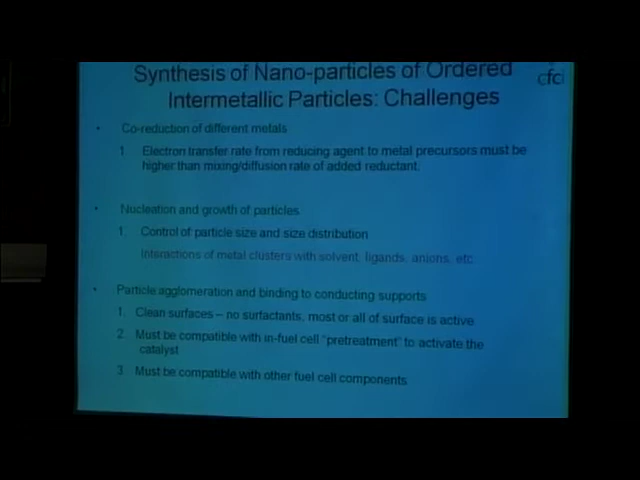 Synthesis of Nano-particles of Ordered
Intermetallic Particles: Challenges
cfci
• Co-reduction of different metals
1. Electron transfer rate from reducing agent to metal precursors must be
higher than mixing/diffusion rate of added reductant.
• Nucleation and growth of particles
1. Control of particle size and size distribution
Interactions of metal clusters with solvent, ligands, anions, etc
• Particle agglomeration and binding to conducting supports
1. Clean surfaces – no surfactants, most or all of surface is active
2. Must be compatible with in-fuel cell "pretreatment" to activate the
catalyst
3. Must be compatible with other fuel cell components